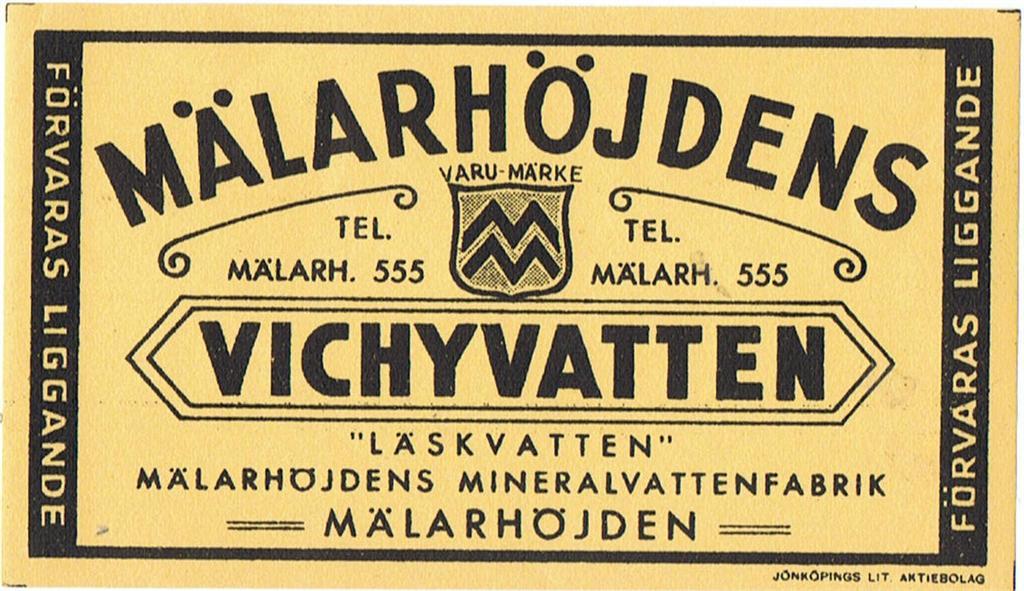 MÄLARHÖJDENS
VARU-MÄRKE
TEL.
MÄLARH. 555
TEL.
MÄLARH. 555
VICHYVATTEN
"LÄSKVATTEN"
MÄLARHÖJDENS MINERALVATTENFABRIK
MÄLARHÖJDEN
FÖRVARAS LIGGANDE
FÖRVARAS LIGGANDE
JÖNKÖPINGS LIT. AKTIEBOLAG